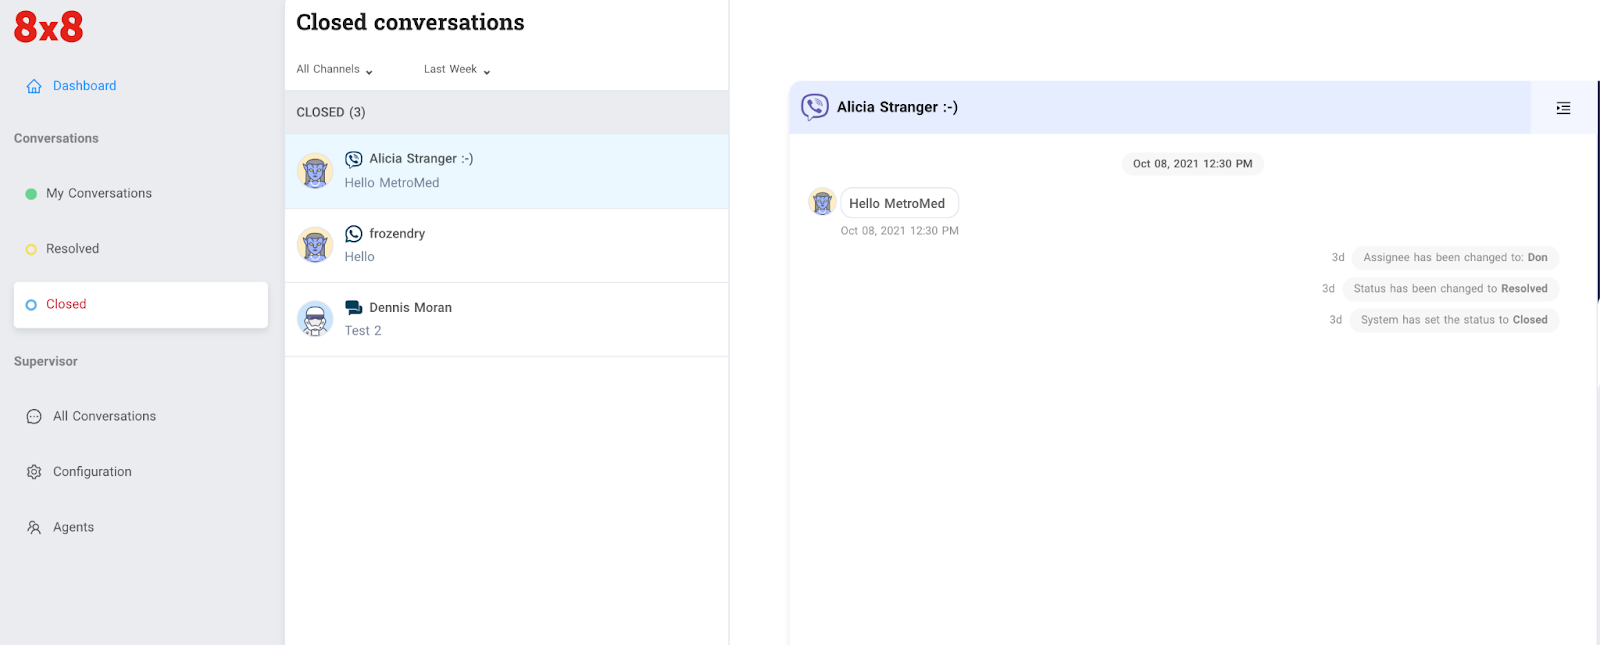 8x8
Dashboard
Conversations
My Conversations
Resolved
Closed
Supervisor
All Conversations
Configuration
Agents
Closed conversations
All Channels
Last Week
CLOSED (3)
Alicia Stranger :-)
Hello MetroMed
frozendry
Hello
Dennis Moran
Test 2
Alicia Stranger :-)
Oct 08, 2021 12:30 PM
Hello MetroMed
Oct 08, 2021 12:30 PM
3d Assignee has been changed to: Don
3d Status has been changed to Resolved
3d System has set the status to Closed